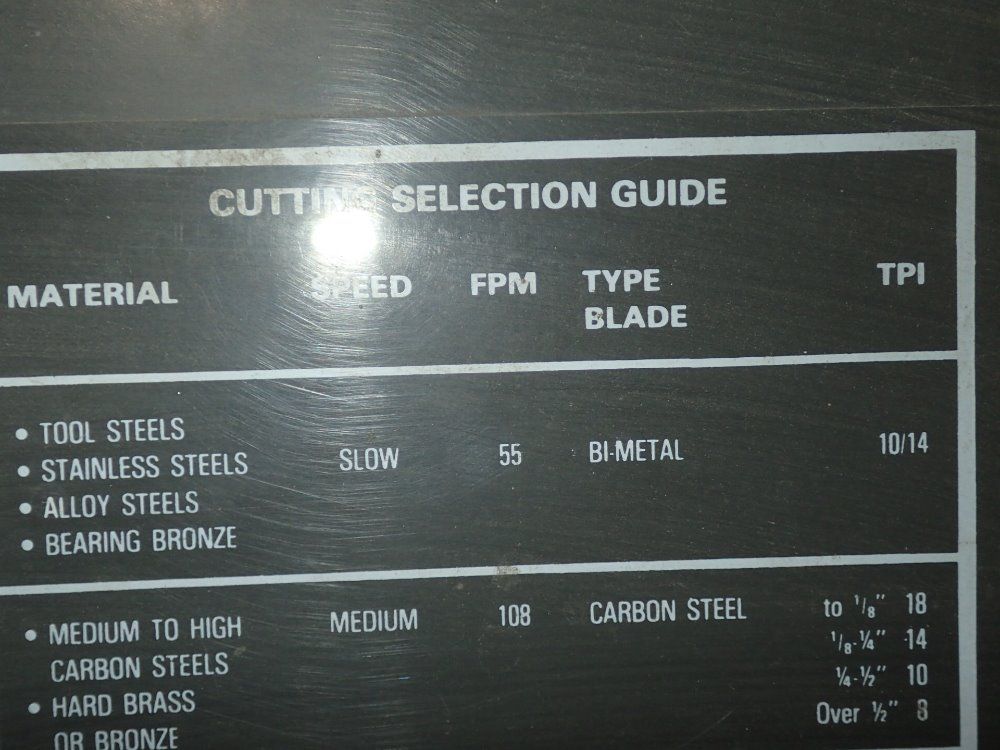 CUTTING SELECTION GUIDE
MATERIAL SPEED FPM TYPE BLADE TPI
• TOOL STEELS
• STAINLESS STEELS SLOW 55 BI-METAL 10/14
• ALLOY STEELS
• BEARING BRONZE
• MEDIUM TO HIGH MEDIUM 108 CARBON STEEL to 1/8" 18
CARBON STEELS 1/8-1/4" 14
• HARD BRASS 1/4-1/2" 10
OR BRONZE Over 1/2" 8